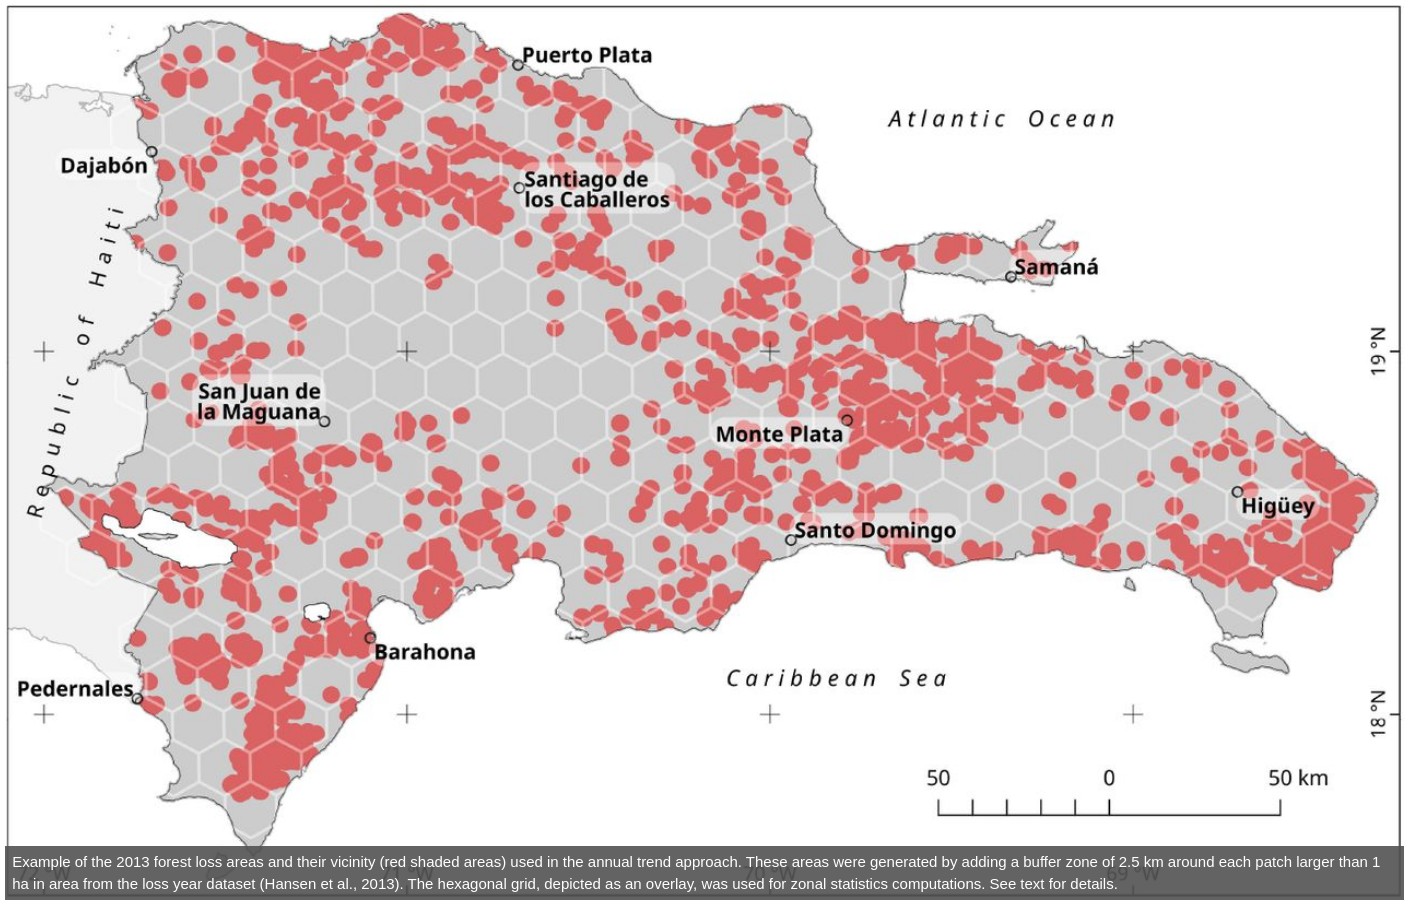 Puerto Plata
Atlantic Ocean
Dajabón
Santiago de
los Caballeros
Republic of Haiti
Samaná
19 °N
San Juan de
la Maguana
Monte Plata
Higüey
Santo Domingo
Barahona
Pedernales
Caribbean Sea
18 °N
50 0 50 km
Example of the 2013 forest loss areas and their vicinity (red shaded areas) used in the annual trend approach. These areas were generated by adding a buffer zone of 2.5 km around each patch larger than 1
ha in area from the loss year dataset (Hansen et al., 2013). The hexagonal grid, depicted as an overlay, was used for zonal statistics computations. See text for details.
72 °W 71 °W 70 °W 69 °W